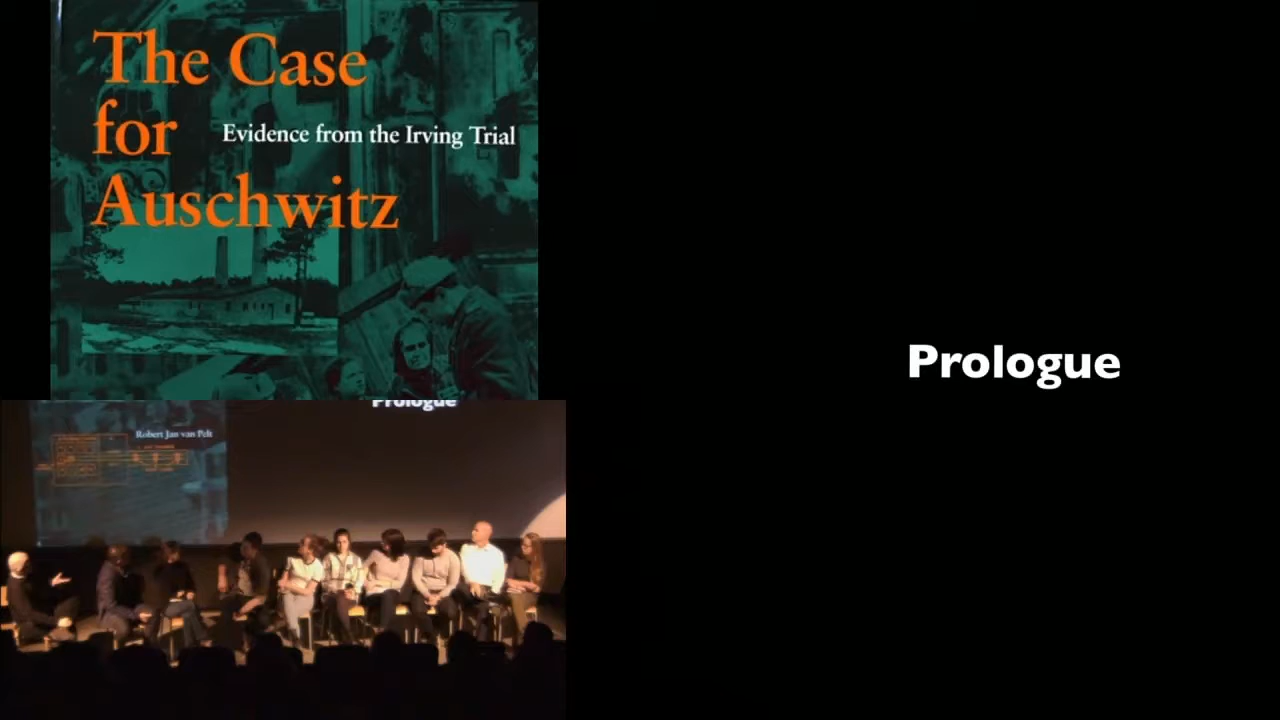 The Case
for
Evidence from the Irving Trial
Auschwitz
Prologue
Prologue
Robert Jan van Pelt